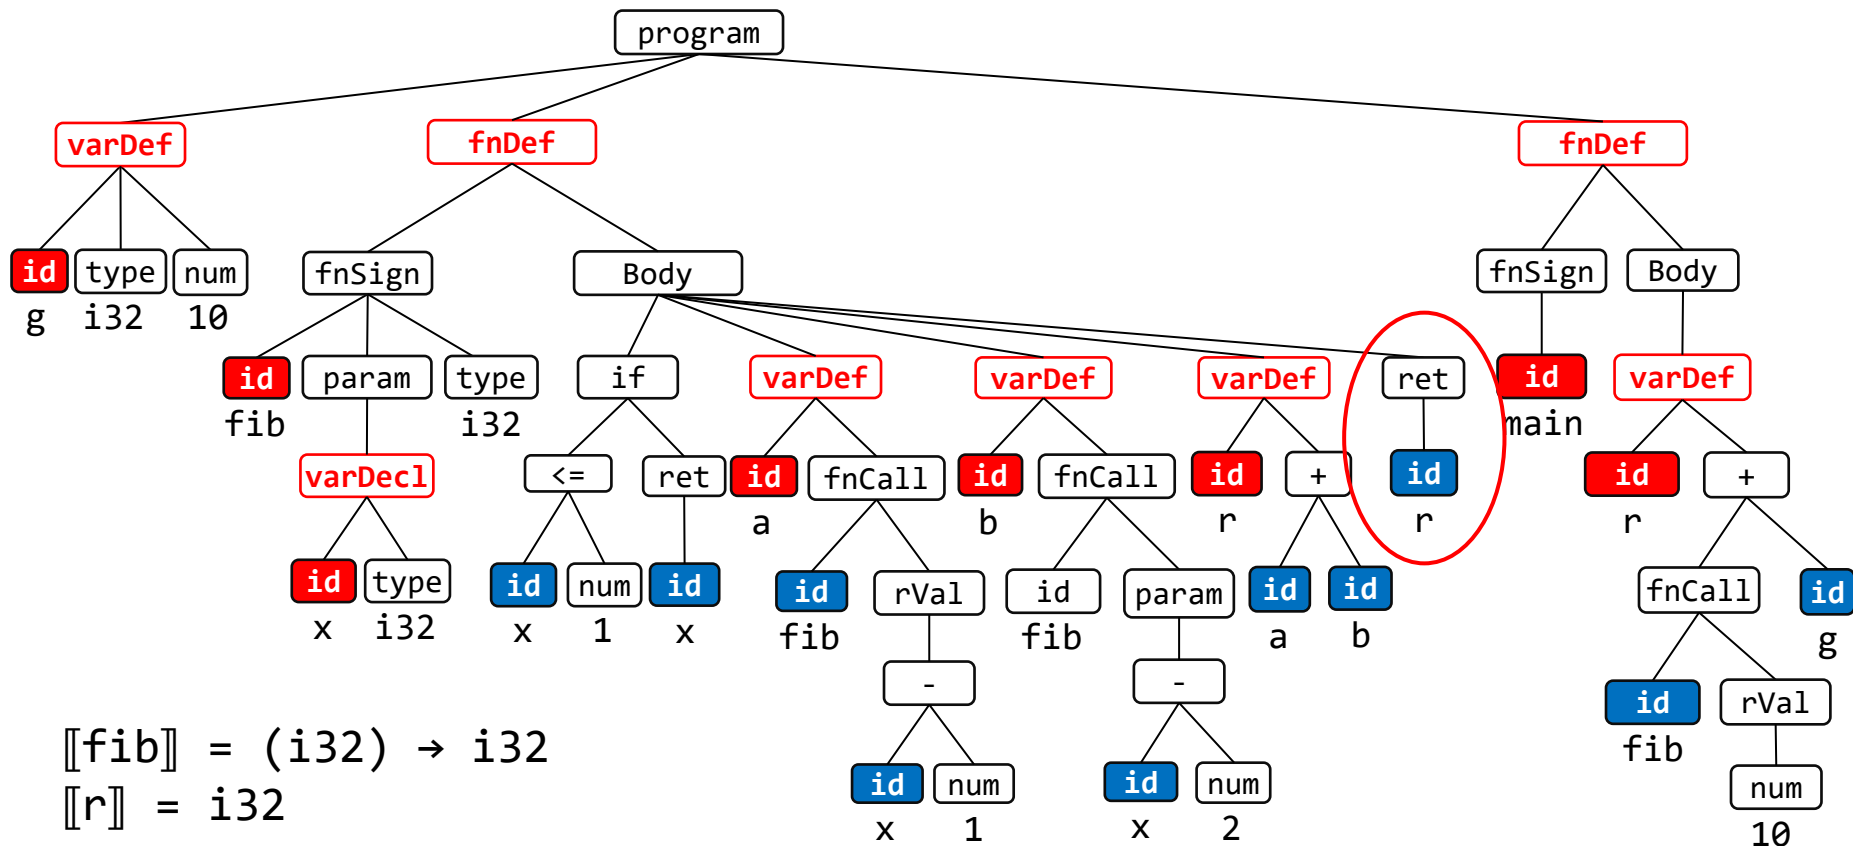 program
varDef fnDef fnDef
id type num fnSign Body fnSign Body
g i32 10
id param type if varDef varDef varDef ret id varDef
fib i32 main
varDecl <= ret id fnCall id fnCall id + id id +
a b r r r
id type id num id id rVal id param id id fnCall id
x i32 x 1 x fib fib a b g
- - id rVal
fib
⟦fib⟧ = (i32) → i32
id num id num num
⟦r⟧ = i32
x 1 x 2 10